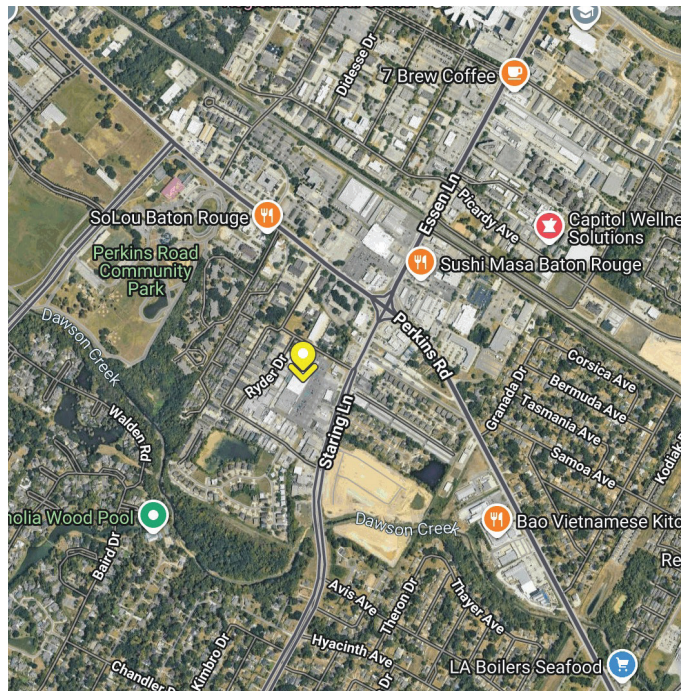 Didesse Dr
7 Brew Coffee
Essen Ln
Picardy Ave
SoLou Baton Rouge
Capitol Wellne
Solutions
Perkins Road
Community
Park
Sushi Masa Baton Rouge
Dawson Creek
Perkins Rd
Ryder Dr
Corsica Ave
Bermuda Ave
Tasmania Ave
Samoa Ave
Granada Dr
Kodiak
Walden Rd
Staring Ln
nolia Wood Pool
Dawson Creek
Bao Vietnamese Kitc
Baird Dr
Re
Avis Ave
Theron Dr
Thayer Ave
Hyacinth Ave
Kimbro Dr
Chandler
Dr
LA Boilers Seafood